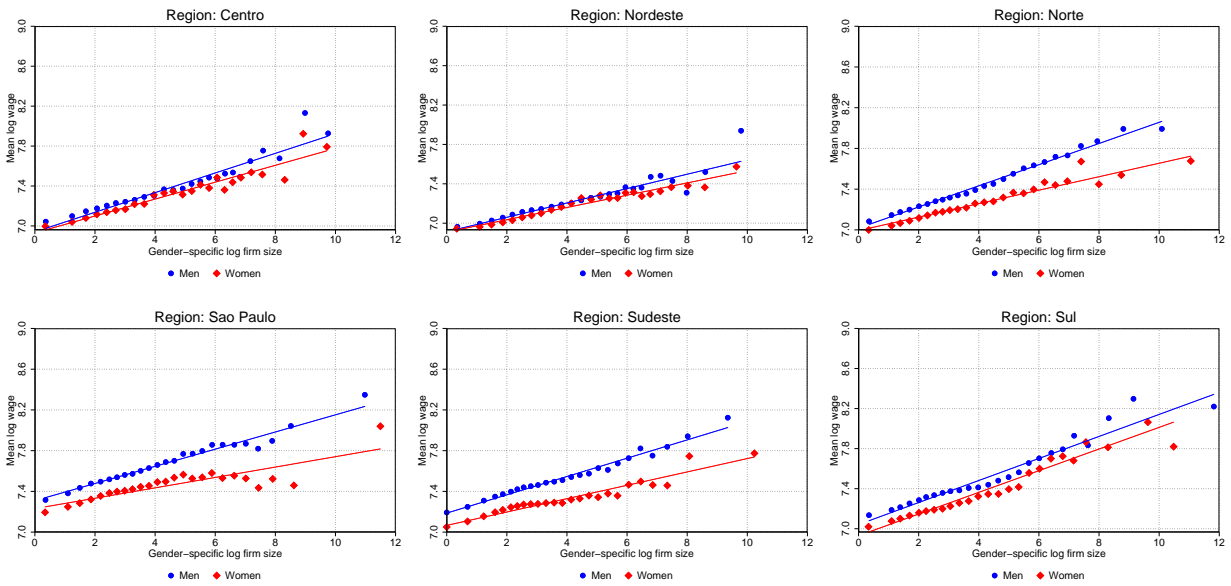 Region: Centro
Mean log wage
7.0 7.4 7.8 8.2 8.6 9.0
0 2 4 6 8 10 12
Gender−specific log firm size
Men Women
Region: Nordeste
Mean log wage
7.0 7.4 7.8 8.2 8.6 9.0
0 2 4 6 8 10 12
Gender−specific log firm size
Men Women
Region: Norte
Mean log wage
7.0 7.4 7.8 8.2 8.6 9.0
0 2 4 6 8 10 12
Gender−specific log firm size
Men Women
Region: Sao Paulo
Mean log wage
7.0 7.4 7.8 8.2 8.6 9.0
0 2 4 6 8 10 12
Gender−specific log firm size
Men Women
Region: Sudeste
Mean log wage
7.0 7.4 7.8 8.2 8.6 9.0
0 2 4 6 8 10 12
Gender−specific log firm size
Men Women
Region: Sul
Mean log wage
7.0 7.4 7.8 8.2 8.6 9.0
0 2 4 6 8 10 12
Gender−specific log firm size
Men Women